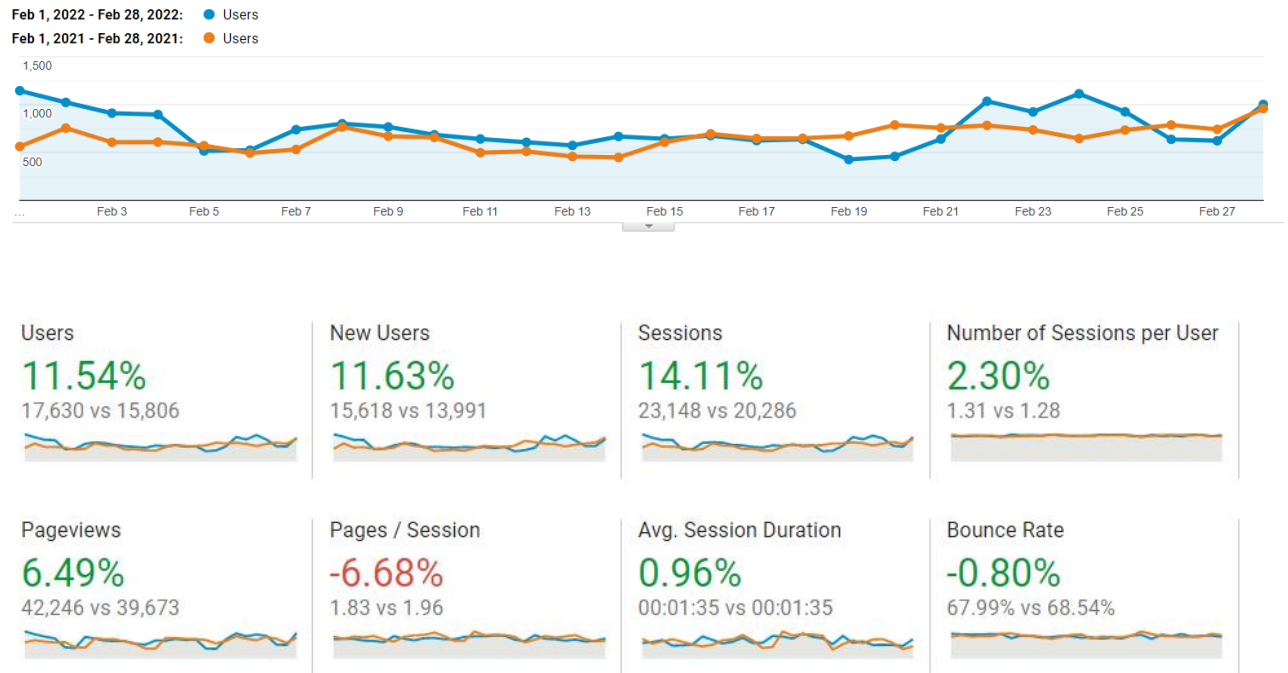 Feb 1, 2022 - Feb 28, 2022: Users
Feb 1, 2021 - Feb 28, 2021: Users
1,500
1,000
500
... Feb 3 Feb 5 Feb 7 Feb 9 Feb 11 Feb 13 Feb 15 Feb 17 Feb 19 Feb 21 Feb 23 Feb 25 Feb 27
Users New Users Sessions Number of Sessions per User
11.54% 11.63% 14.11% 2.30%
17,630 vs 15,806 15,618 vs 13,991 23,148 vs 20,286 1.31 vs 1.28
Pageviews Pages / Session Avg. Session Duration Bounce Rate
6.49% -6.68% 0.96% -0.80%
42,246 vs 39,673 1.83 vs 1.96 00:01:35 vs 00:01:35 67.99% vs 68.54%